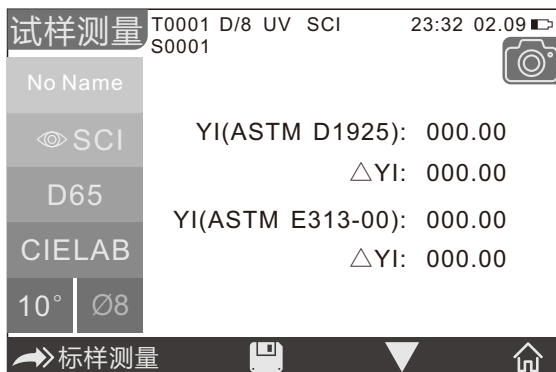 试样测量
T0001 D/8 UV SCI 23:32 02.09
S0001
No Name
SCI
D65
CIELAB
10° Ø8
YI(ASTM D1925): 000.00
△YI: 000.00
YI(ASTM E313-00): 000.00
△YI: 000.00
标样测量